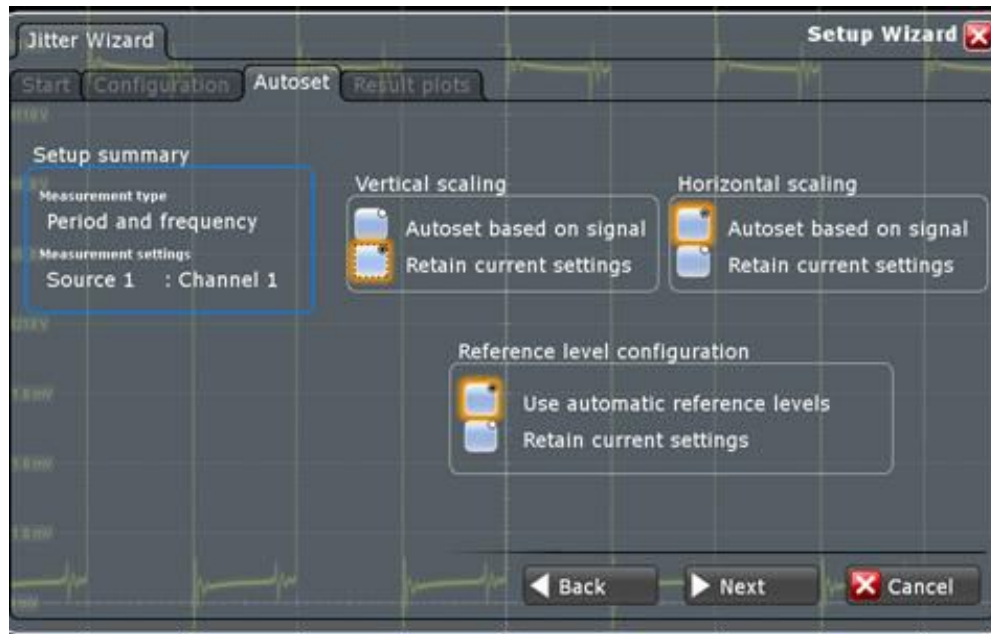 Jitter Wizard
Setup Wizard
Start
Configuration
Autoset
Result plots
Setup summary
Measurement type
Period and frequency
Measurement settings
Source 1 : Channel 1
Vertical scaling
Autoset based on signal
Retain current settings
Horizontal scaling
Autoset based on signal
Retain current settings
Reference level configuration
Use automatic reference levels
Retain current settings
Back
Next
Cancel